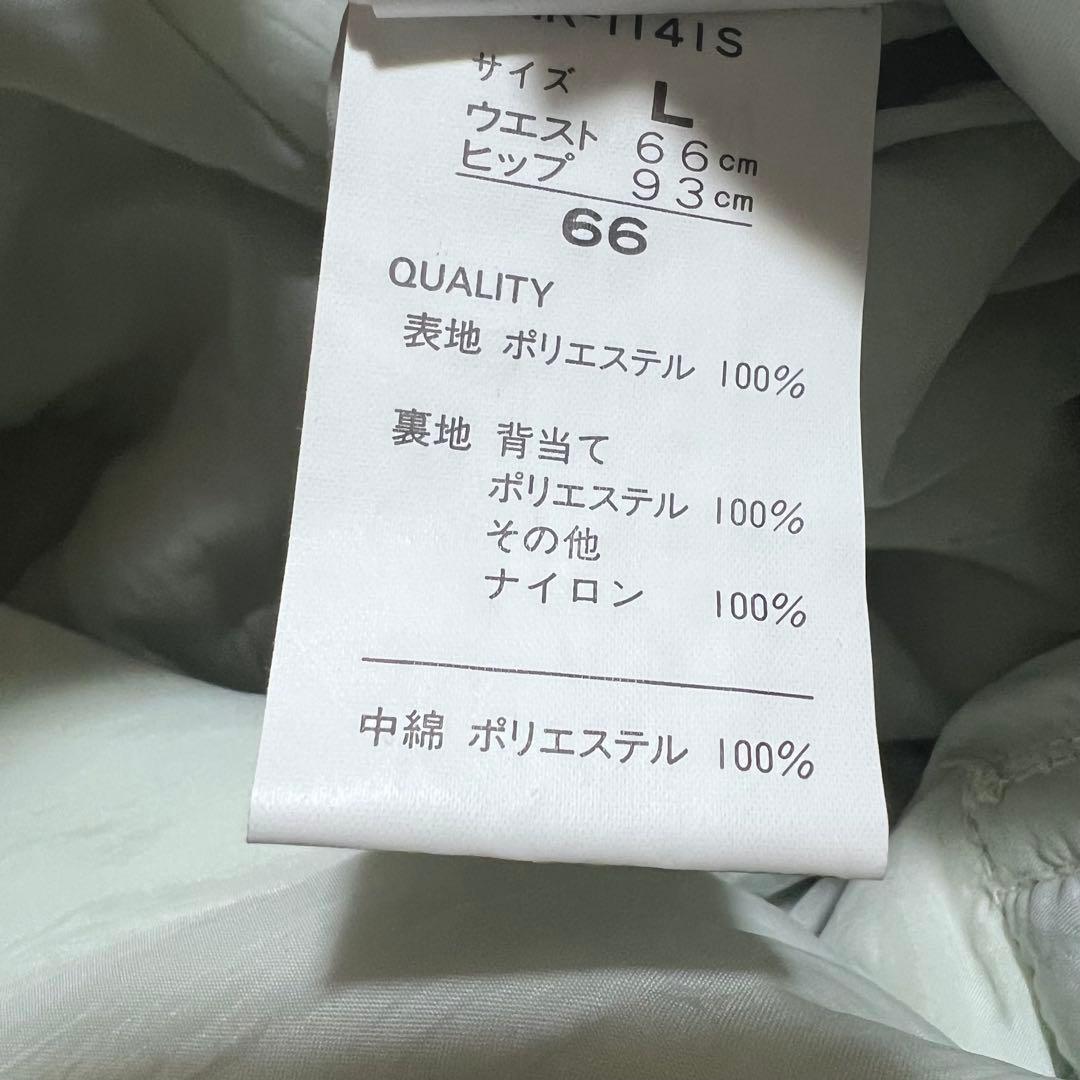 -1141S
サイズ L
ウエスト 66cm
ヒップ 93cm
66
QUALITY
表地 ポリエステル 100%
裏地 背当て
ポリエステル 100%
その他
ナイロン 100%
中綿 ポリエステル 100%